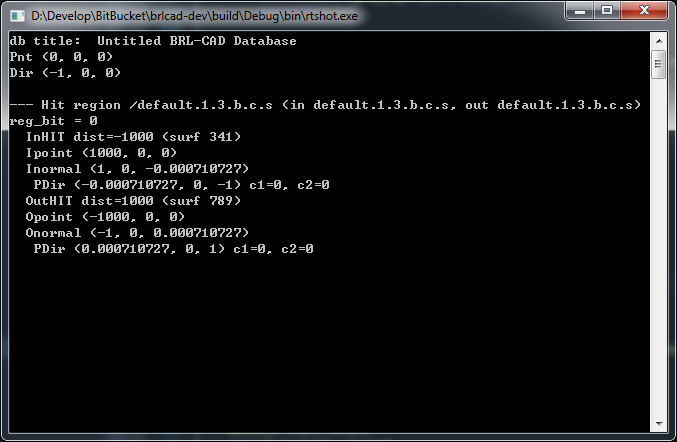 D:\Develop\BitBucket\brlcad-dev\build\Debug\bin\rtshot.exe
db title:  Untitled BRL-CAD Database
Pnt (0, 0, 0)
Dir (-1, 0, 0)
--- Hit region /default.1.3.b.c.s (in default.1.3.b.c.s, out default.1.3.b.c.s)
reg_bit = 0
InHIT dist=-1000 (surf 341)
Ipoint (1000, 0, 0)
Inormal (1, 0, -0.000710727)
PDir (-0.000710727, 0, -1) c1=0, c2=0
OutHIT dist=1000 (surf 789)
Opoint (-1000, 0, 0)
Onormal (-1, 0, 0.000710727)
PDir (0.000710727, 0, 1) c1=0, c2=0